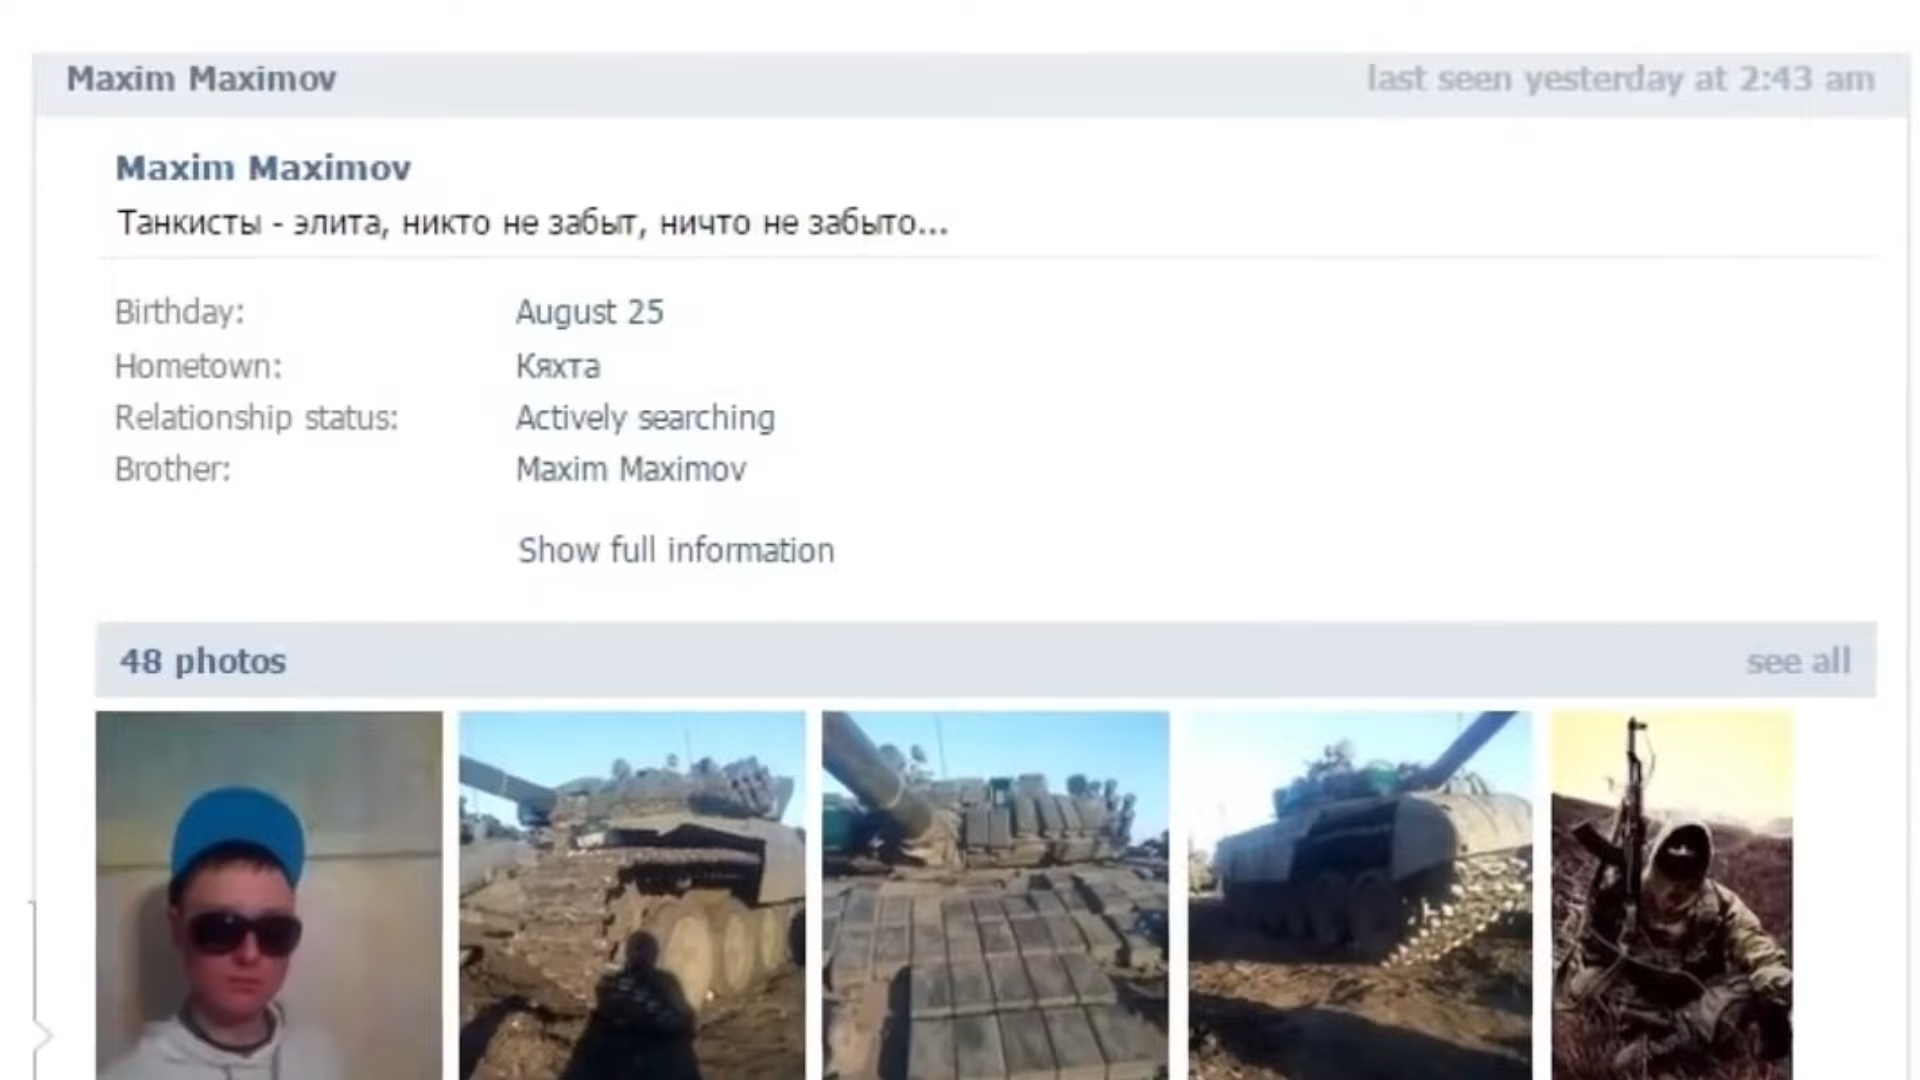 Maxim Maximov last seen yesterday at 2:43 am
Maxim Maximov
Танкисты - элита, никто не забыт, ничто не забыто...
Birthday: August 25
Hometown: Кяхта
Relationship status: Actively searching
Brother: Maxim Maximov
Show full information
48 photos see all